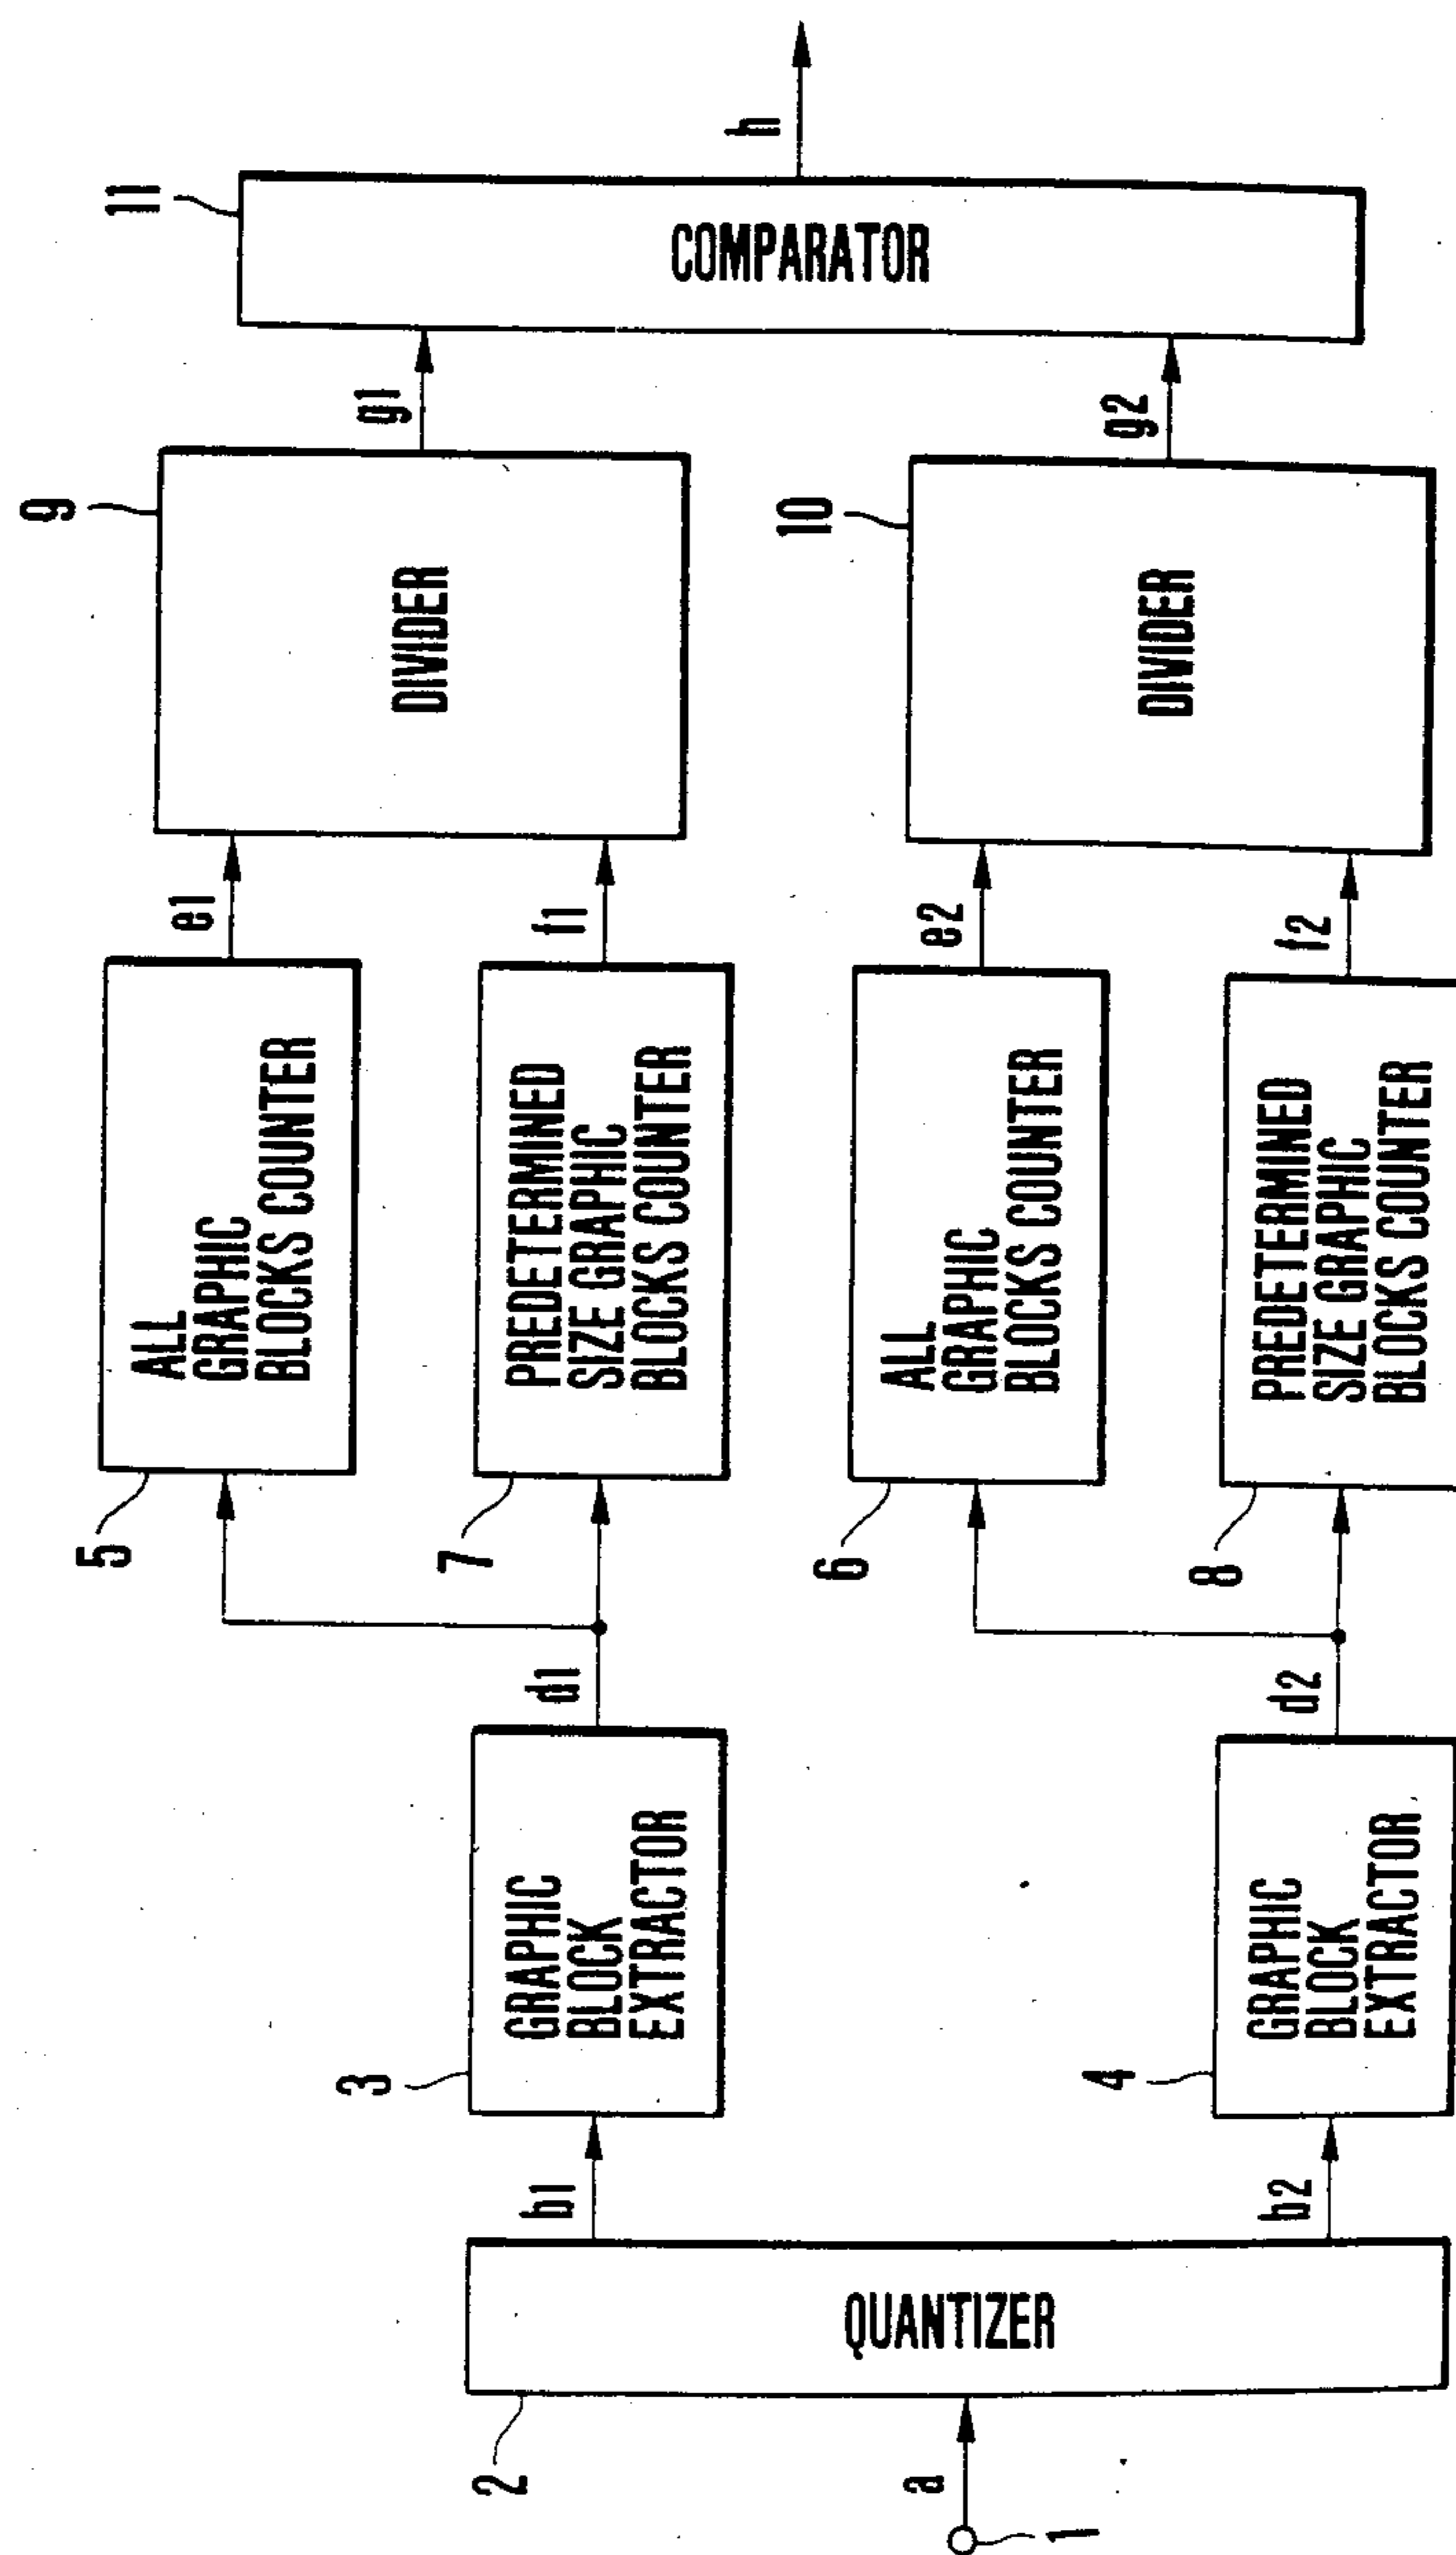 1
a
2
QUANTIZER
b1
b2
3
GRAPHIC
BLOCK
EXTRACTOR
4
GRAPHIC
BLOCK
EXTRACTOR
d1
d2
5
ALL
GRAPHIC
BLOCKS COUNTER
7
PREDETERMINED
SIZE GRAPHIC
BLOCKS COUNTER
6
ALL
GRAPHIC
BLOCKS COUNTER
8
PREDETERMINED
SIZE GRAPHIC
BLOCKS COUNTER
e1
f1
e2
f2
9
DIVIDER
10
DIVIDER
g1
g2
11
COMPARATOR
h